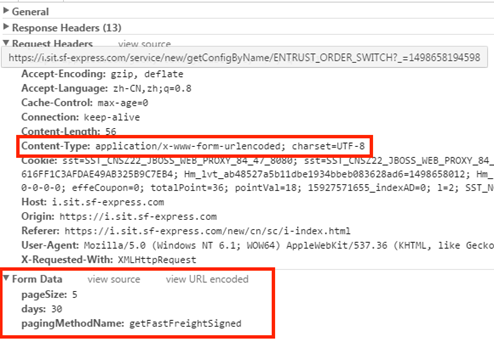 ▶ General
▶ Response Headers (13)
▼ Request Headers view source
https://i.sit.sf-express.com/service/new/getConfigByName/ENTRUST_ORDER_SWITCH?_=1498658194598
Accept-Encoding: gzip, deflate
Accept-Language: zh-CN,zh;q=0.8
Cache-Control: max-age=0
Connection: keep-alive
Content-Length: 56
Content-Type: application/x-www-form-urlencoded; charset=UTF-8
Cookie: sst=SST_CNSZ22_JBOSS_WEB_PROXY_84_47_8080; sst=SST_CNSZ22_JBOSS_WEB_PROXY_84_
616FF1C3AFDAE49AB325B9C7EB4; Hm_lvt_ab48527a5b11dbe1934bbeb083628ad6=1498658012; Hm_
0-0-0-0; effeCoupon=0; totalPoint=36; pointVal=18; 15927571655_indexAD=0; l=2; SST_N
Host: i.sit.sf-express.com
Origin: https://i.sit.sf-express.com
Referer: https://i.sit.sf-express.com/new/cn/sc/i-index.html
User-Agent: Mozilla/5.0 (Windows NT 6.1; WOW64) AppleWebKit/537.36 (KHTML, like Gecko
X-Requested-With: XMLHttpRequest
▼ Form Data view source view URL encoded
pageSize: 5
days: 30
pagingMethodName: getFastFreightSigned